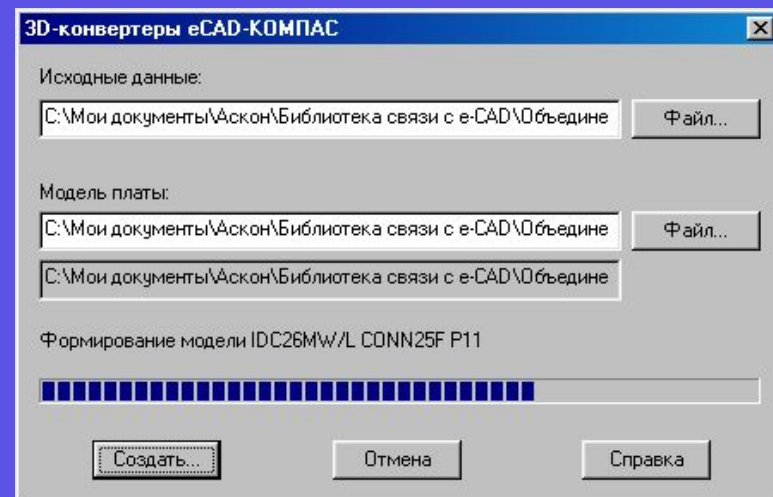 3D-конвертеры eCAD-КОМПАС
Исходные данные:
C:\Мои документы\Аскон\Библиотека связи с e-CAD\Объедине
Файл...
Модель платы:
C:\Мои документы\Аскон\Библиотека связи с e-CAD\Объедине
Файл...
C:\Мои документы\Аскон\Библиотека связи с e-CAD\Объедине
Формирование модели IDC26MW/L CONN25F P11
Создать... Отмена Справка